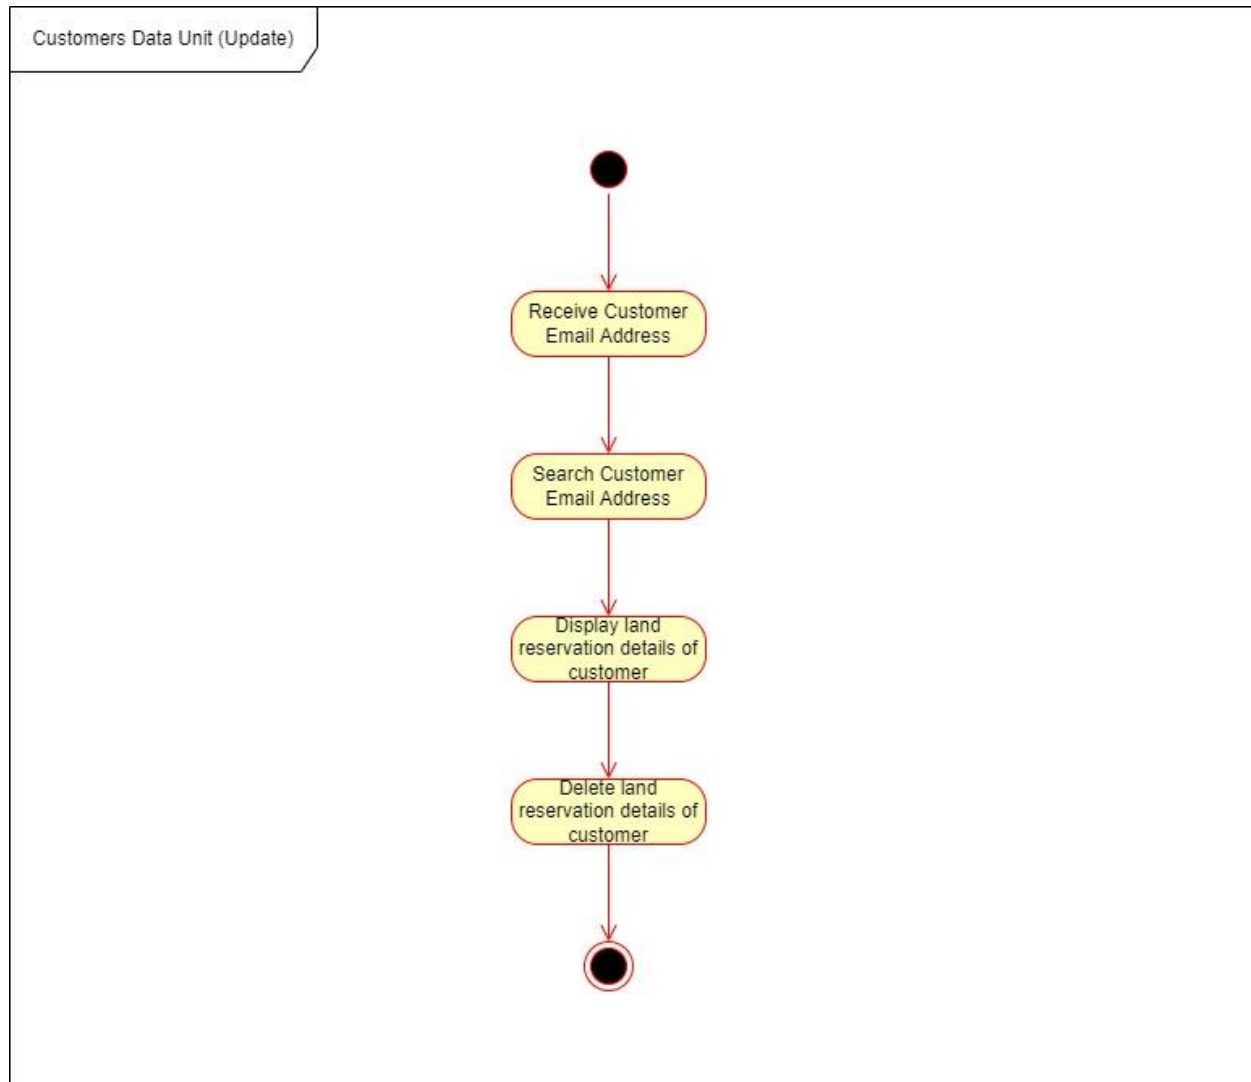 Customers Data Unit (Update)
Receive Customer
Email Address
Search Customer
Email Address
Display land
reservation details of
customer
Delete land
reservation details of
customer